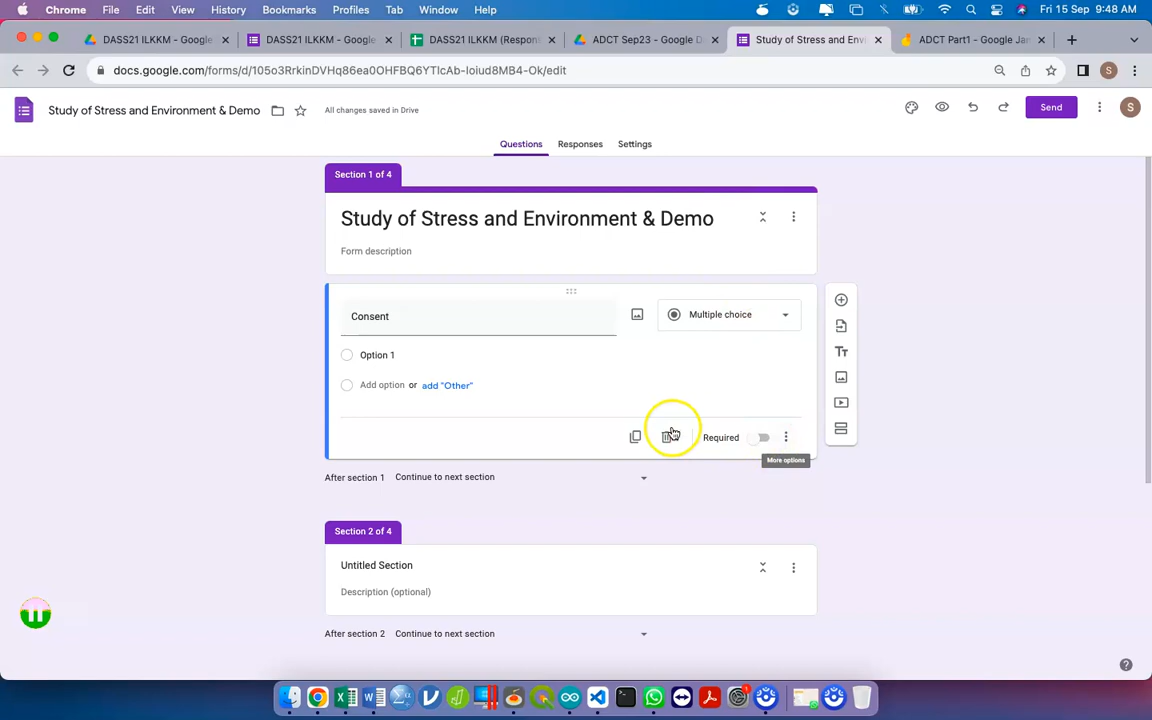 Chrome File Edit View History Bookmarks Profiles Tab Window Help Fri 15 Sep 9:48 AM
DASS21 ILKKM - Google DASS21 ILKKM - Google DASS21 ILKKM (Respon ADCT Sep23 - Google D Study of Stress and Envi ADCT Part1 - Google Ja
docs.google.com/forms/d/105o3RrkinDVHq86ea0OHFBQ6YTIcAb-Ioiud8MB4-Ok/edit S
Study of Stress and Environment & Demo All changes saved in Drive Send S
Questions Responses Settings
Section 1 of 4
Study of Stress and Environment & Demo
Form description
Consent Multiple choice
Option 1
Add option or add "Other"
Tt
Required
More options
After section 1 Continue to next section
Section 2 of 4
Untitled Section
Description (optional)
After section 2 Continue to next section